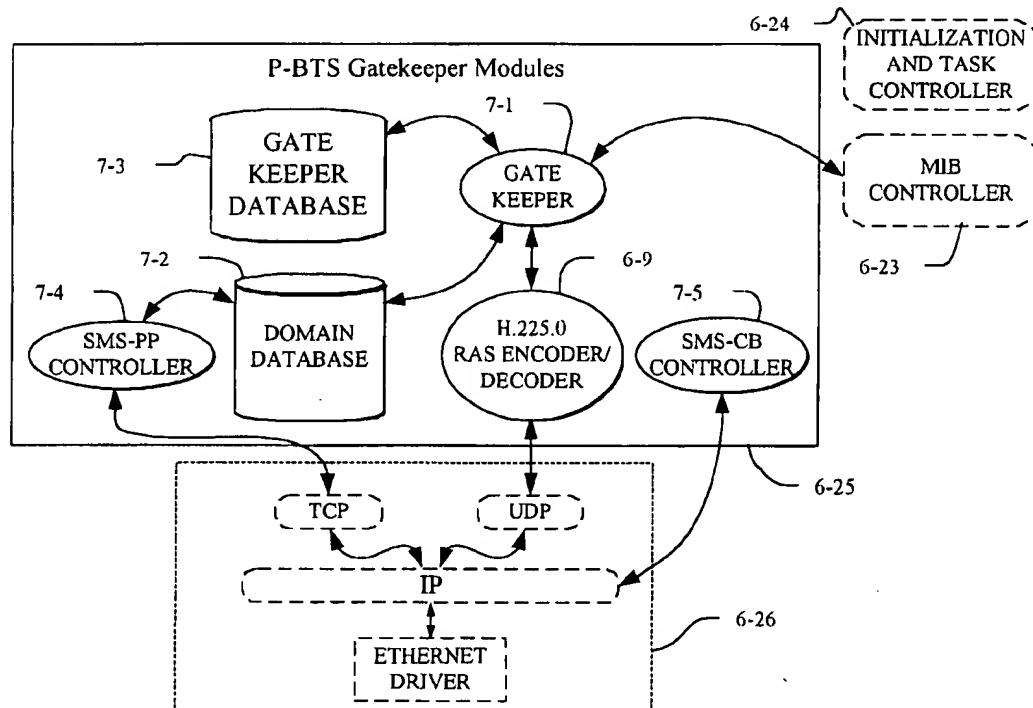 6-24
INITIALIZATION
AND TASK
CONTROLLER
P-BTS Gatekeeper Modules
7-1
7-3
GATE
KEEPER
DATABASE
GATE
KEEPER
MIB
CONTROLLER
6-23
7-2
6-9
7-4
7-5
SMS-PP
CONTROLLER
DOMAIN
DATABASE
H.225.0
RAS ENCODER/
DECODER
SMS-CB
CONTROLLER
6-25
TCP
UDP
IP
6-26
ETHERNET
DRIVER